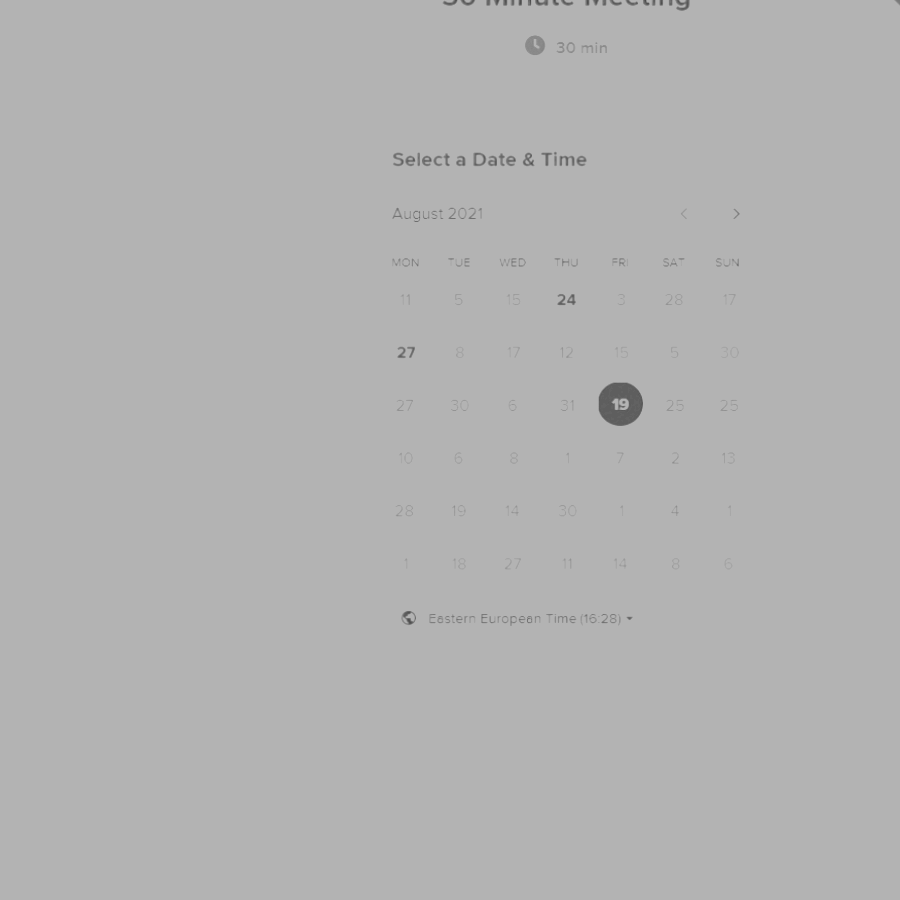 30 Minute Meeting
30 min
Select a Date & Time
August 2021
MON TUE WED THU FRI SAT SUN
11 5 15 24 3 28 17
27 8 17 12 15 5 30
27 30 6 31 19 25 25
10 6 8 1 7 2 13
28 19 14 30 1 4 1
1 18 27 11 14 8 6
Eastern European Time (16:28)